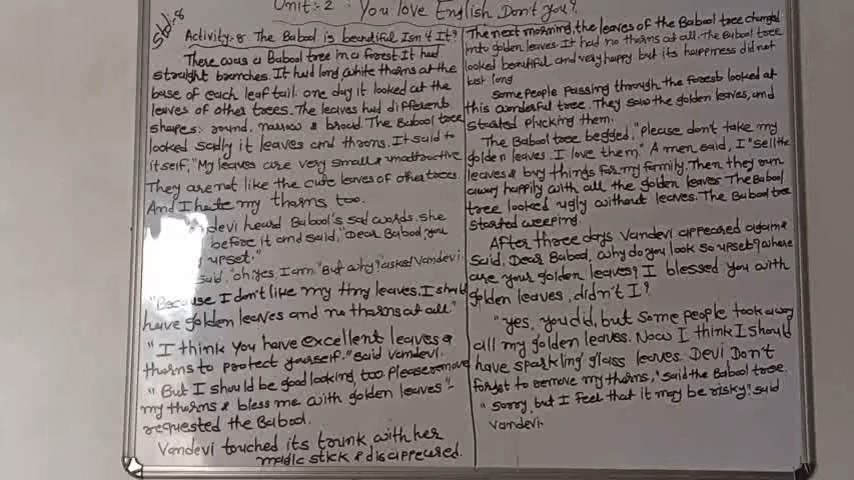 Unit:- 2 You love English Don't you?
Std:-8
Activity:-8 The Babool is beautiful Isn't It?
There was a Babool tree in a forest. It had
straight branches. It had long, white thorns at the
base of each leaf tail. one day it looked at the
leaves of other trees. The leaves had different
shapes: round, narrow & broad. The Babool tree
looked sadly it leaves and throns. It said to
itself, "My leaves are very small & unattractive
They are not like the cute leaves of other trees.
And I hate my thorns too.
devi heard Babool's sad words. she
before it and said, "Dear Babool you
upset."
said, "oh yes, I am." But why?" asked Vandevi.
"Because I don't like my tiny leaves. I should
have golden leaves and no thorns at all"
"I think you have excellent leaves &
thorns to protect yourself." said vandevi.
"But I should be good looking, too Please remove
my thorns & bless me with golden leaves"-
requested the Babool.
Vandevi touched its trunk with her
magic stick & disappeared.
The next morning, the leaves of the Babool tree changed
into golden leaves. It had no thorns at all. The Babool tree
looked beautiful and very happy but its happiness did not
last long
Some people passing through the forest looked at
this wonderful tree. They saw the golden leaves, and
started plucking them.
The Babool tree begged, "Please don't take my
golden leaves. I love them." A men said, I "sell the
leaves & buy things for my family. Then they run
away happily with all the golden leaves The Babool
tree looked ugly without leaves. The Babool tree
started weeping.
After three days Vandevi appeared again &
said. Dear Babool, why do you look so upset? where
are your golden leaves? I blessed you with
golden leaves, didn't I?
"yes, you did, but some people took away
all my golden leaves. Now I think I should
have sparkling glass leaves. Devi Don't
forget to remove my thorns," said the Babool tree.
"Sorry, but I feel that it may be risky" said
vandevi.